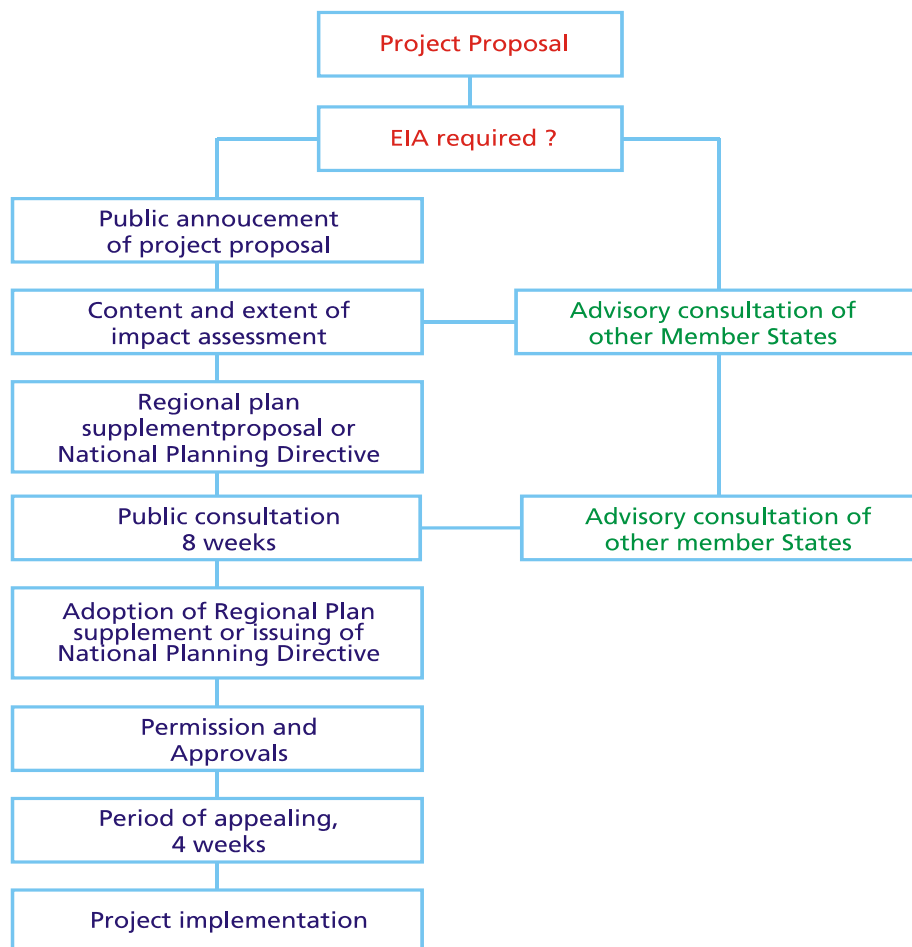 Project Proposal
EIA required ?
Public annoucement
of project proposal
Content and extent of
impact assessment
Advisory consultation of
other Member States
Regional plan
supplementproposal or
National Planning Directive
Public consultation
8 weeks
Advisory consultation of
other member States
Adoption of Regional Plan
supplement or issuing of
National Planning Directive
Permission and
Approvals
Period of appealing,
4 weeks
Project implementation